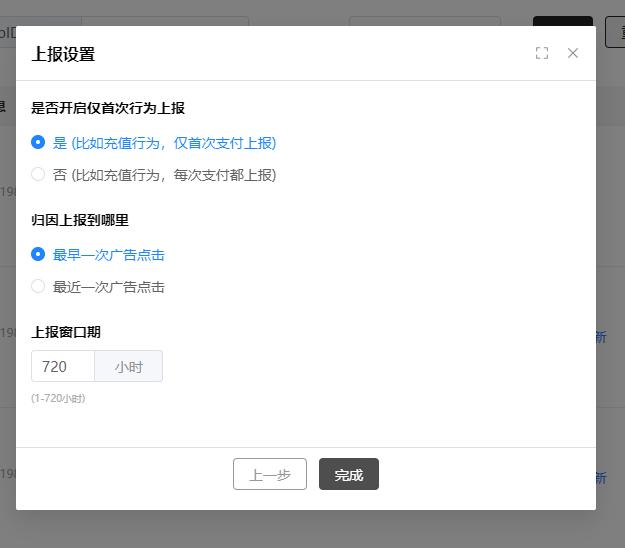 上报设置
是否开启仅首次行为上报
是 (比如充值行为，仅首次支付上报)
否 (比如充值行为，每次支付都上报)
归因上报到哪里
最早一次广告点击
最近一次广告点击
上报窗口期
720 小时
(1-720小时)
新
新
上一步 完成